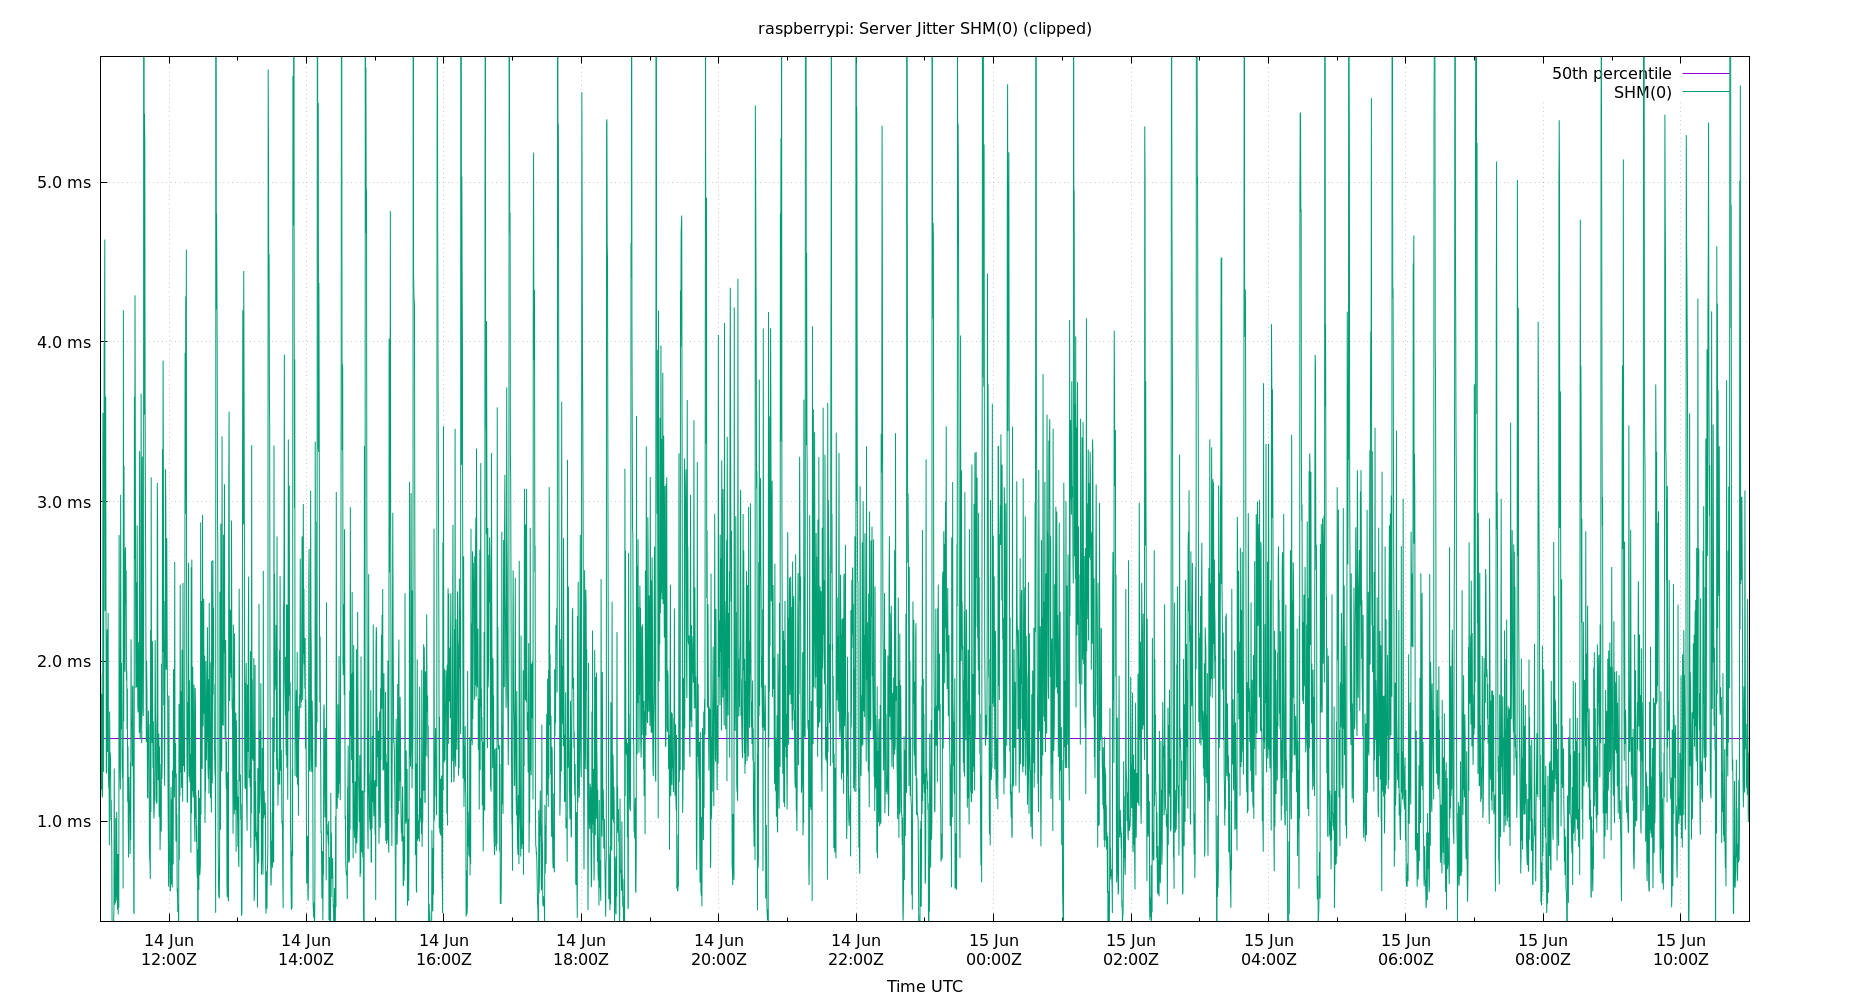 raspberrypi: Server Jitter SHM(0) (clipped)
50th percentile
SHM(0)
5.0 ms
4.0 ms
3.0 ms
2.0 ms
1.0 ms
14 Jun 14 Jun 14 Jun 14 Jun 14 Jun 14 Jun 15 Jun 15 Jun 15 Jun 15 Jun 15 Jun 15 Jun
12:00Z 14:00Z 16:00Z 18:00Z 20:00Z 22:00Z 00:00Z 02:00Z 04:00Z 06:00Z 08:00Z 10:00Z
Time UTC